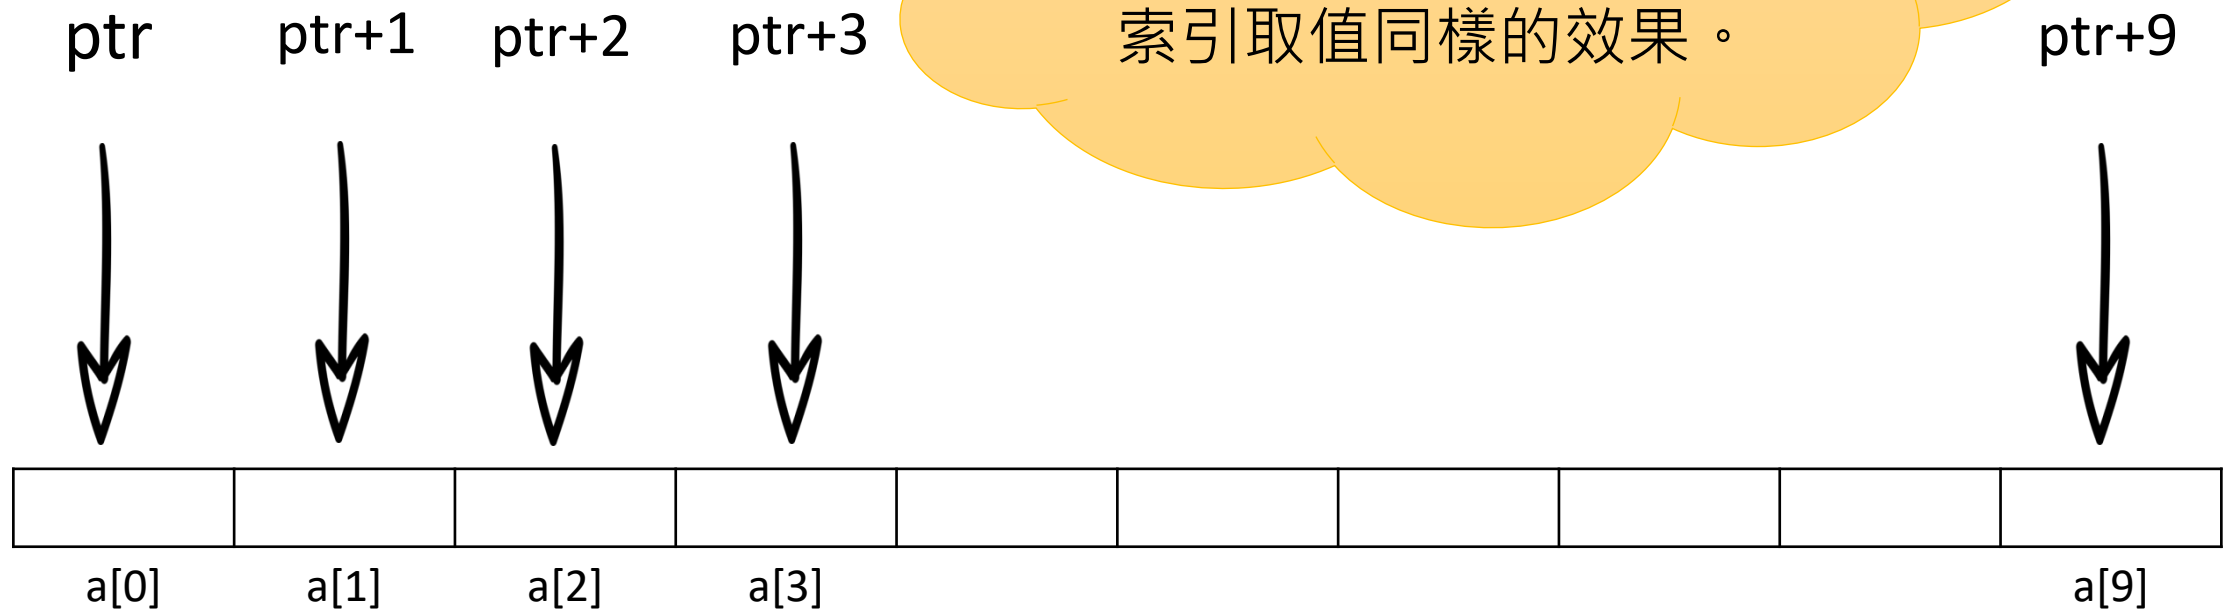 ptr ptr+1 ptr+2 ptr+3 索引取值同樣的效果。 ptr+9
a[0] a[1] a[2] a[3] a[9]